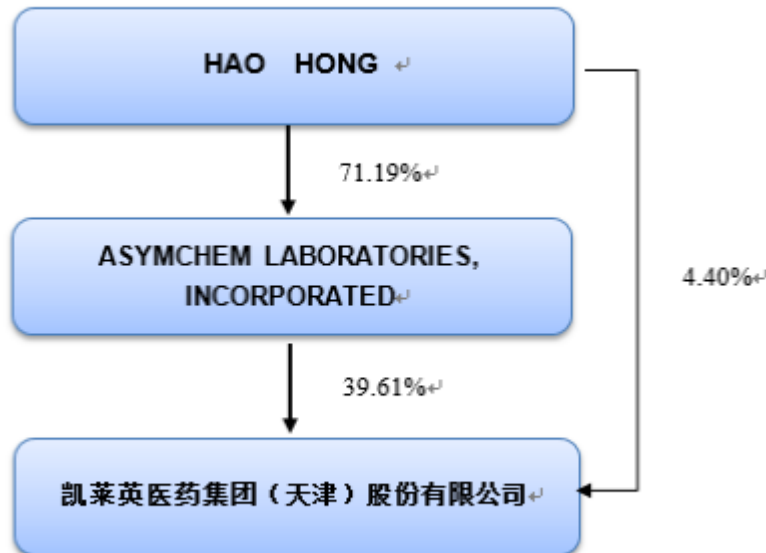 HAO HONG ↵
71.19%↵
ASYMCHEM LABORATORIES,
INCORPORATED↵
4.40%↵
39.61%↵
凯莱英医药集团（天津）股份有限公司↵